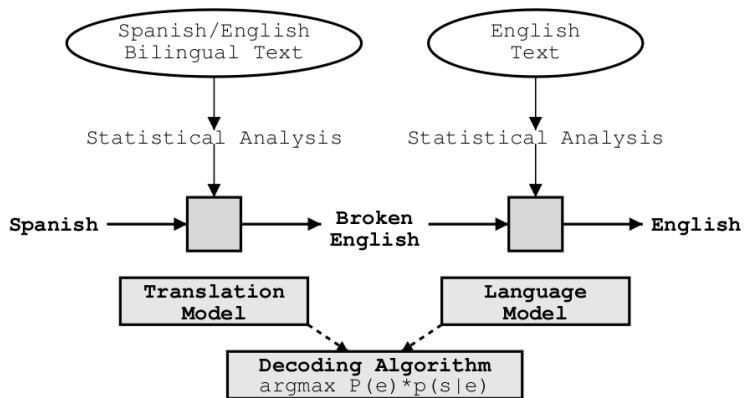 Spanish/English
Bilingual Text
English
Text
Statistical Analysis
Statistical Analysis
Spanish
Broken
English
English
Translation
Model
Language
Model
Decoding Algorithm
argmax P(e)*p(s|e)